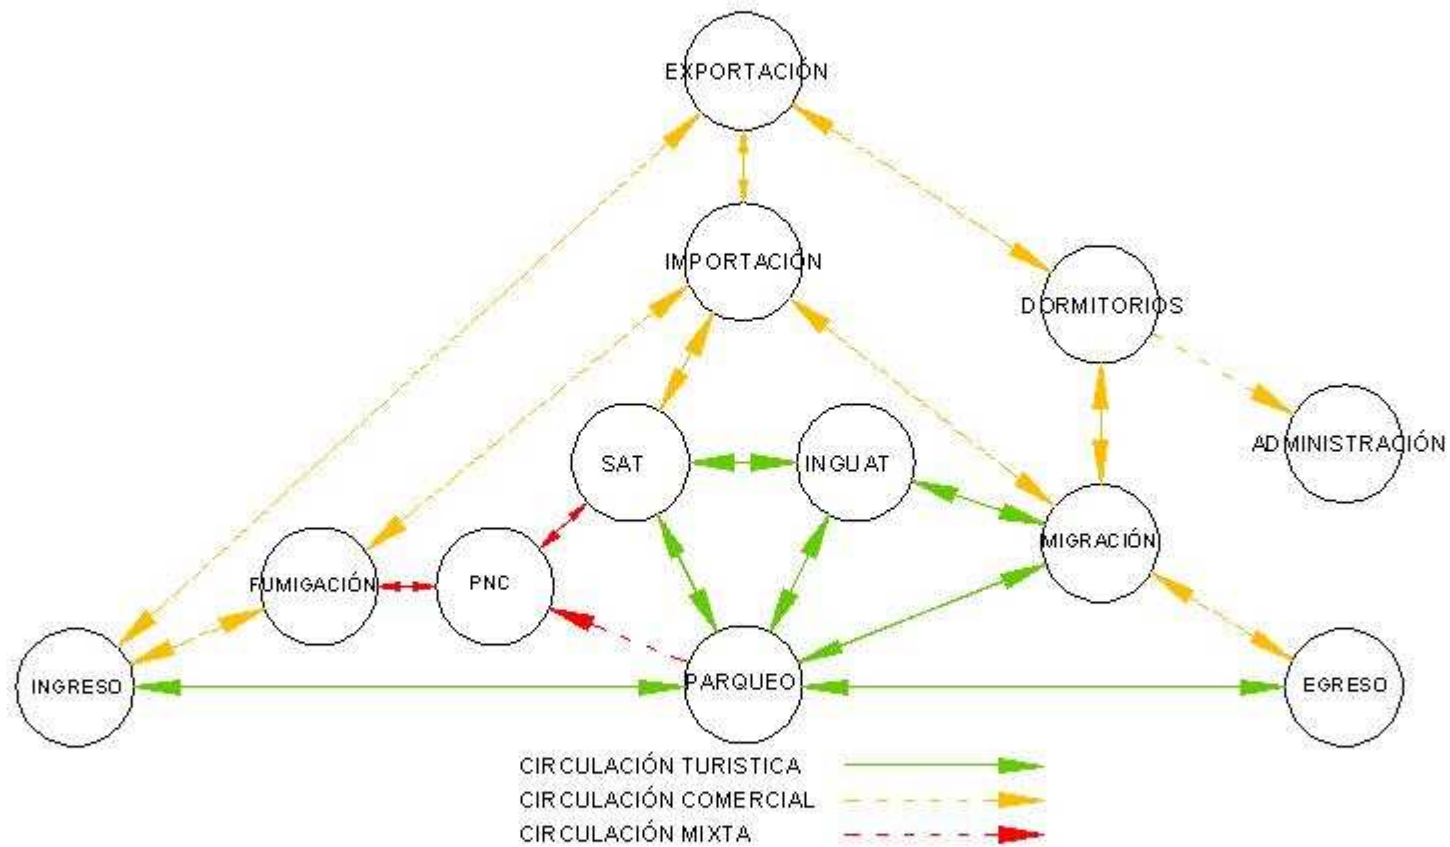 EXPORTACIÓN
IMPORTACIÓN
DORMITORIOS
ADMINISTRACIÓN
SAT
INGUAT
MIGRACIÓN
FUMIGACIÓN
PNC
INGRESO
PARQUEO
EGRESO
CIRCULACIÓN TURISTICA
CIRCULACIÓN COMERCIAL
CIRCULACIÓN MIXTA